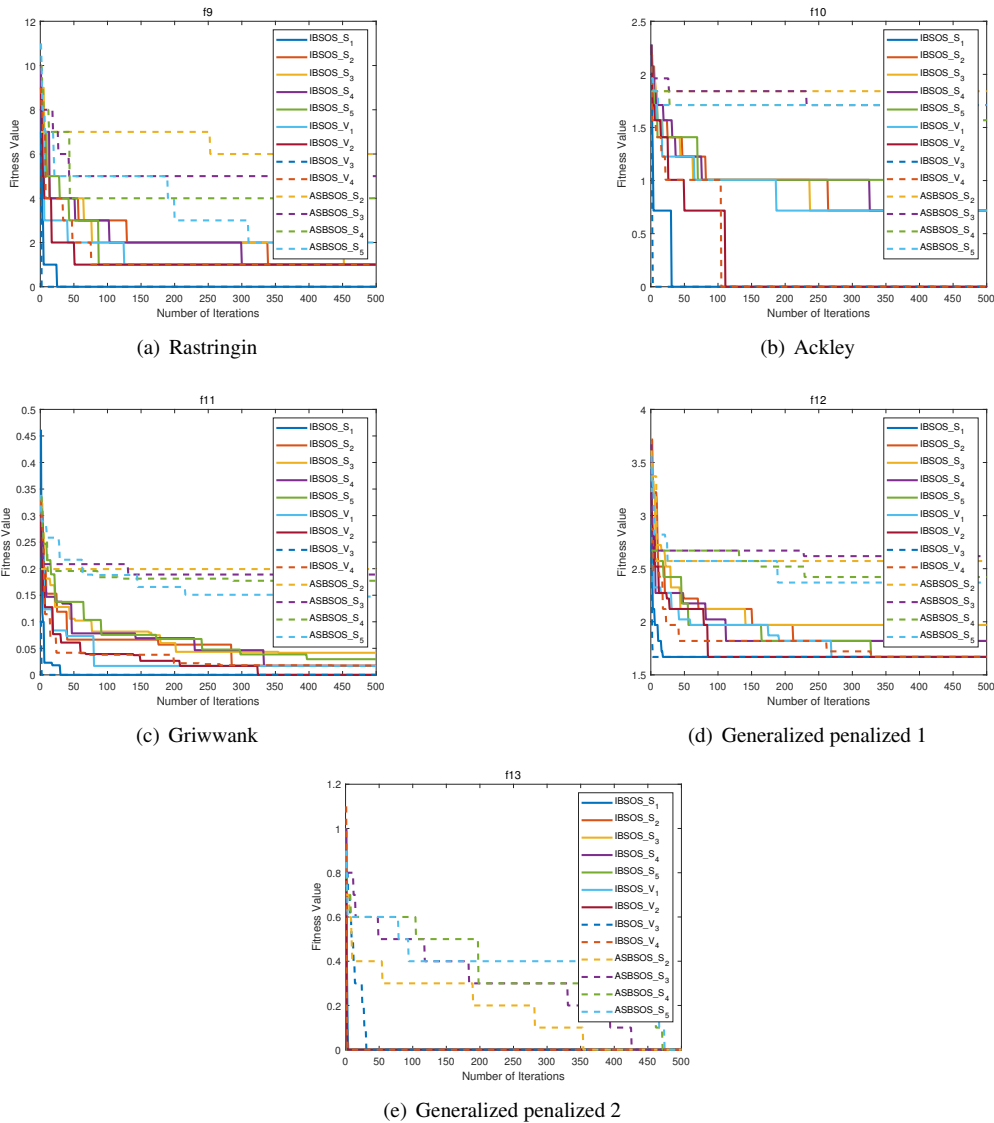 f9
12
10
8
6
4
2
0
Fitness Value
0 50 100 150 200 250 300 350 400 450 500
Number of Iterations
IBSOS_S1
IBSOS_S2
IBSOS_S3
IBSOS_S4
IBSOS_S5
IBSOS_V1
IBSOS_V2
IBSOS_V3
IBSOS_V4
ASBSOS_S2
ASBSOS_S3
ASBSOS_S4
ASBSOS_S5
(a) Rastringin
f10
2.5
2
1.5
1
0.5
0
Fitness Value
0 50 100 150 200 250 300 350 400 450 500
Number of Iterations
IBSOS_S1
IBSOS_S2
IBSOS_S3
IBSOS_S4
IBSOS_S5
IBSOS_V1
IBSOS_V2
IBSOS_V3
IBSOS_V4
ASBSOS_S2
ASBSOS_S3
ASBSOS_S4
ASBSOS_S5
(b) Ackley
f11
0.5
0.45
0.4
0.35
0.3
0.25
0.2
0.15
0.1
0.05
0
Fitness Value
0 50 100 150 200 250 300 350 400 450 500
Number of Iterations
IBSOS_S1
IBSOS_S2
IBSOS_S3
IBSOS_S4
IBSOS_S5
IBSOS_V1
IBSOS_V2
IBSOS_V3
IBSOS_V4
ASBSOS_S2
ASBSOS_S3
ASBSOS_S4
ASBSOS_S5
(c) Griwwank
f12
4
3.5
3
2.5
2
1.5
Fitness Value
0 50 100 150 200 250 300 350 400 450 500
Number of Iterations
IBSOS_S1
IBSOS_S2
IBSOS_S3
IBSOS_S4
IBSOS_S5
IBSOS_V1
IBSOS_V2
IBSOS_V3
IBSOS_V4
ASBSOS_S2
ASBSOS_S3
ASBSOS_S4
ASBSOS_S5
(d) Generalized penalized 1
f13
1.2
1
0.8
0.6
0.4
0.2
0
Fitness Value
0 50 100 150 200 250 300 350 400 450 500
Number of Iterations
IBSOS_S1
IBSOS_S2
IBSOS_S3
IBSOS_S4
IBSOS_S5
IBSOS_V1
IBSOS_V2
IBSOS_V3
IBSOS_V4
ASBSOS_S2
ASBSOS_S3
ASBSOS_S4
ASBSOS_S5
(e) Generalized penalized 2